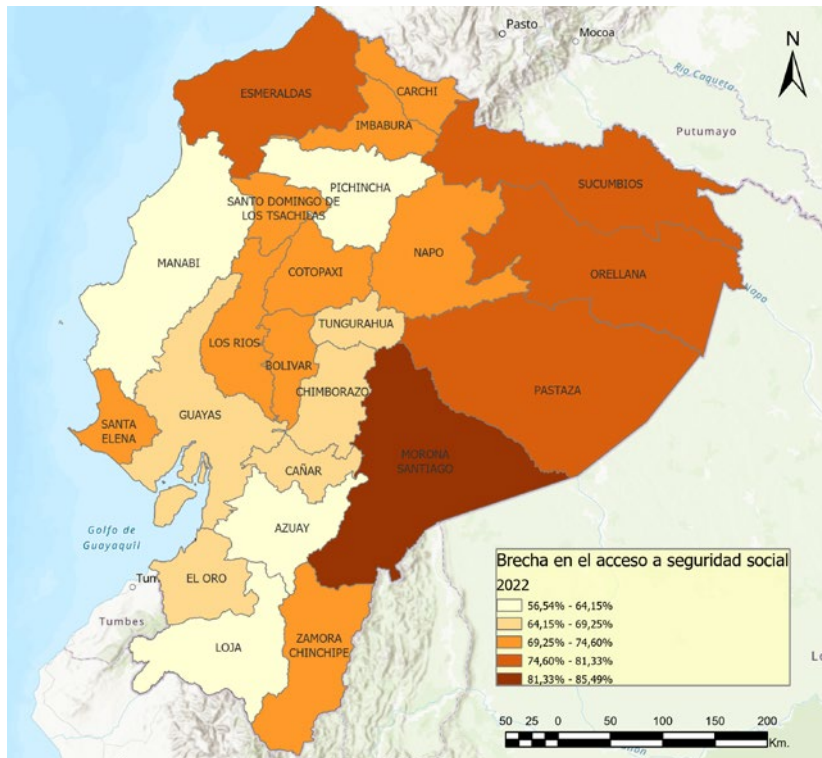 Pasto
Mocoa
N
Rio Caqueta
Putumayo
ESMERALDAS
CARCHI
IMBABURA
SUCUMBIOS
PICHINCHA
SANTO DOMINGO DE
LOS TSACHILAS
NAPO
MANABI
COTOPAXI
ORELLANA
Napo
TUNGURAHUA
LOS RIOS
BOLIVAR
CHIMBORAZO
PASTAZA
SANTA
ELENA
GUAYAS
MORONA
SANTIAGO
CAÑAR
Golfo de
Guayaquil
AZUAY
Tum
EL ORO
Tumbes
LOJA
ZAMORA
CHINCHIPE
Brecha en el acceso a seguridad social
2022
56,54% - 64,15%
64,15% - 69,25%
69,25% - 74,60%
74,60% - 81,33%
81,33% - 85,49%
50 25 0 50 100 150 200
Km.